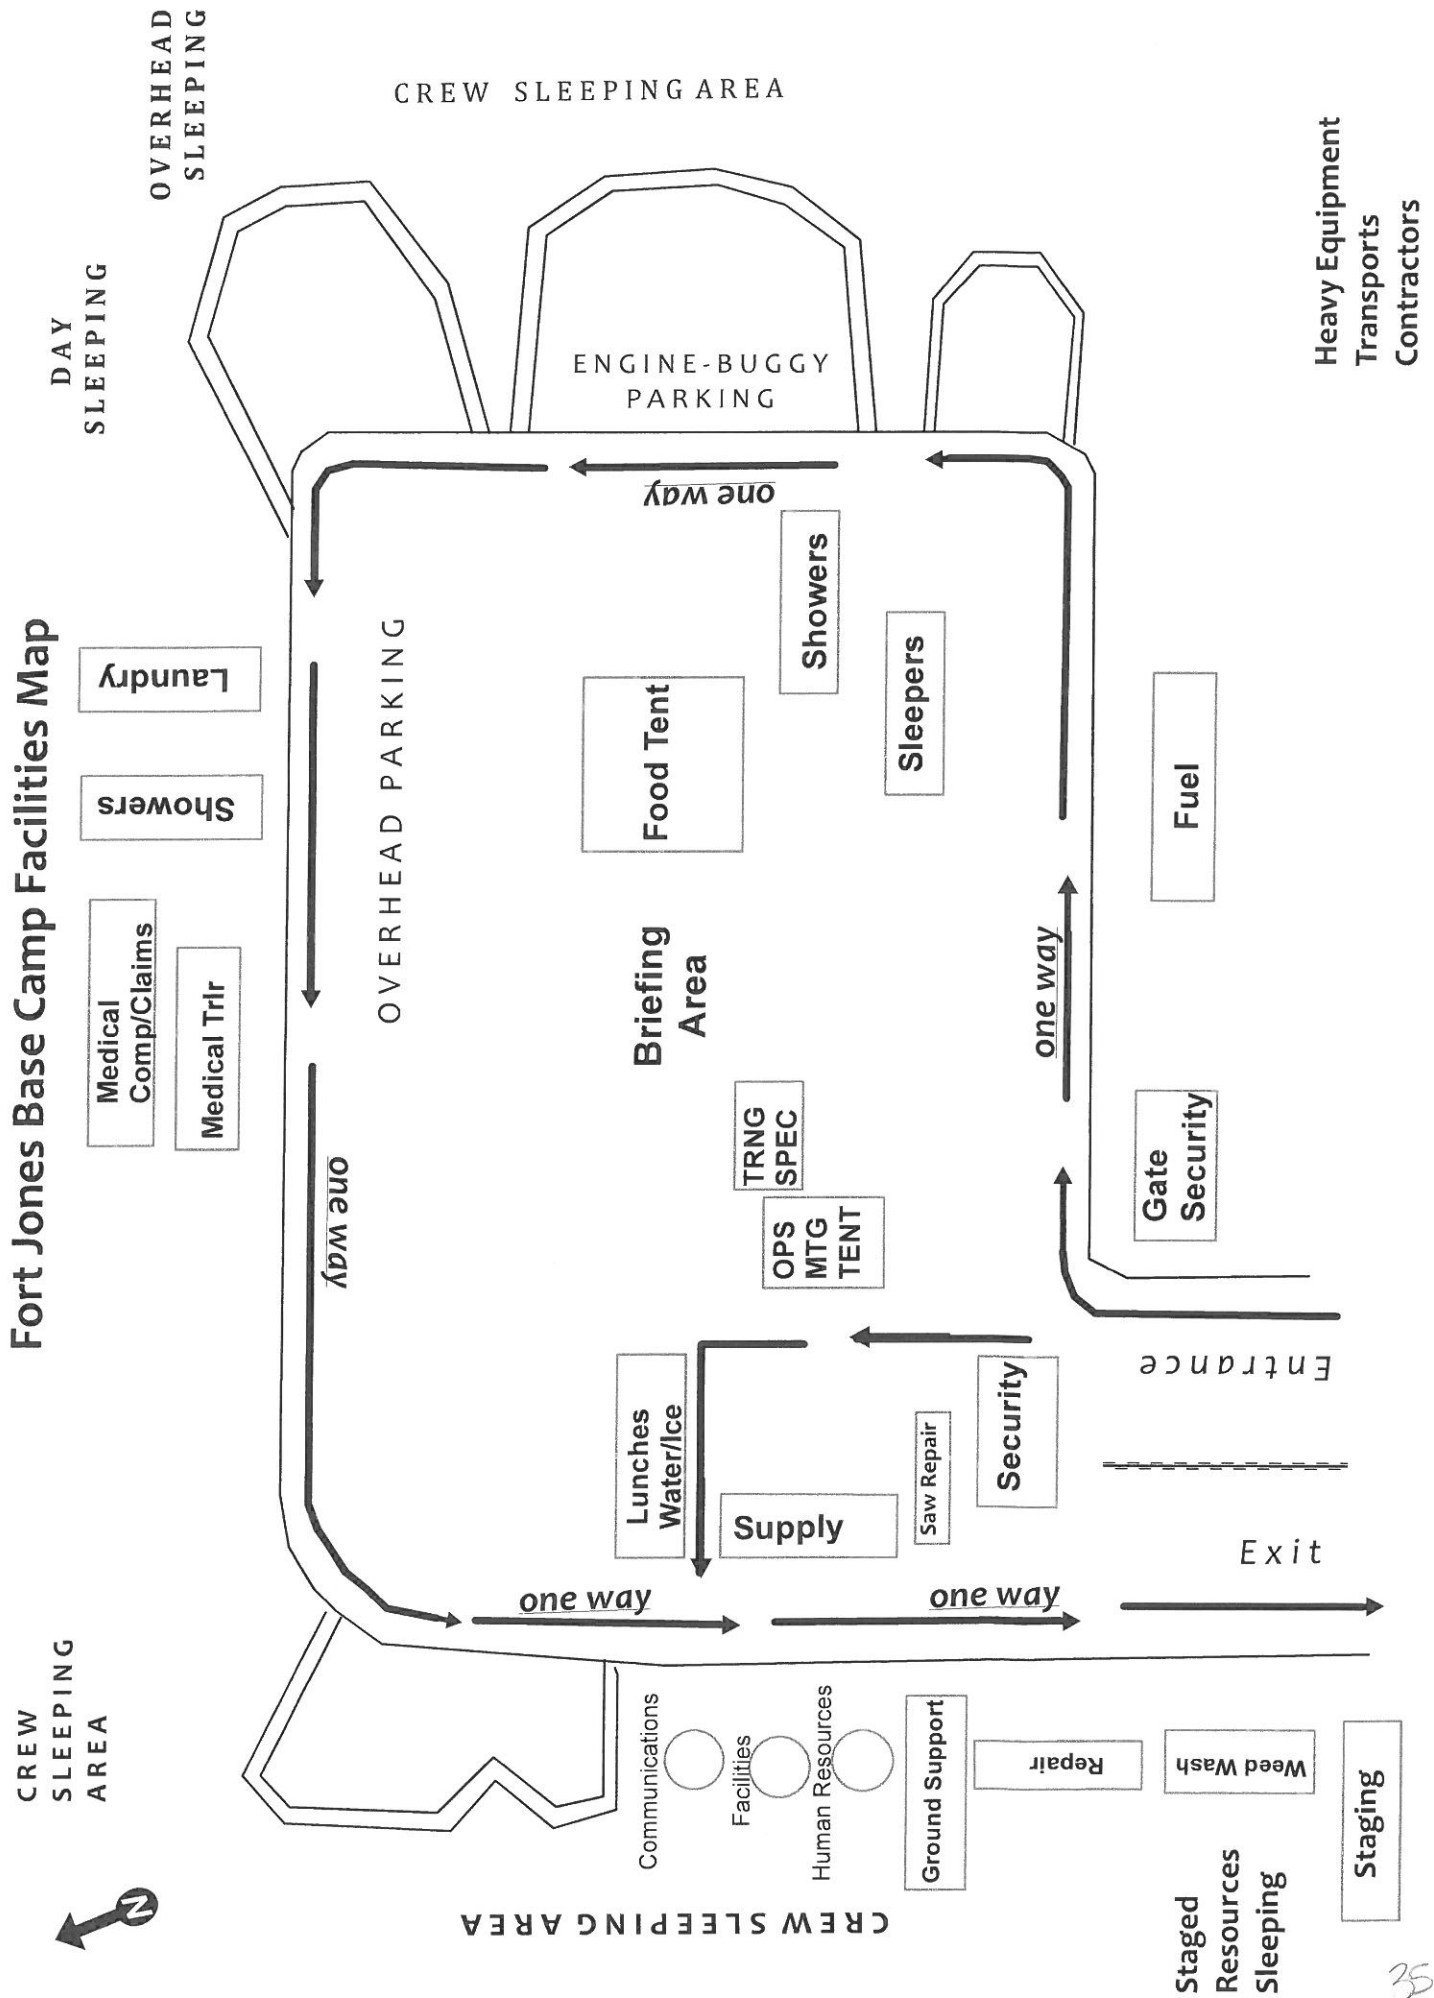 Fort Jones Base Camp Facilities Map
CREW
SLEEPING
AREA
Medical
Comp/Claims
Medical Trlr
Showers
Laundry
DAY
SLEEPING
OVERHEAD
SLEEPING
one way
OVERHEAD PARKING
CREW SLEEPING AREA
CREW SLEEPING AREA
Communications
Facilities
Human Resources
Ground Support
Repair
Weed Wash
Staging
Staged
Resources
Sleeping
one way
one way
Lunches
Water/Ice
Supply
Saw Repair
Security
TRNG
SPEC
OPS
MTG
TENT
Briefing
Area
Food Tent
Showers
Sleepers
one way
ENGINE-BUGGY
PARKING
one way
Exit
Entrance
Gate
Security
Fuel
Heavy Equipment
Transports
Contractors
N
35